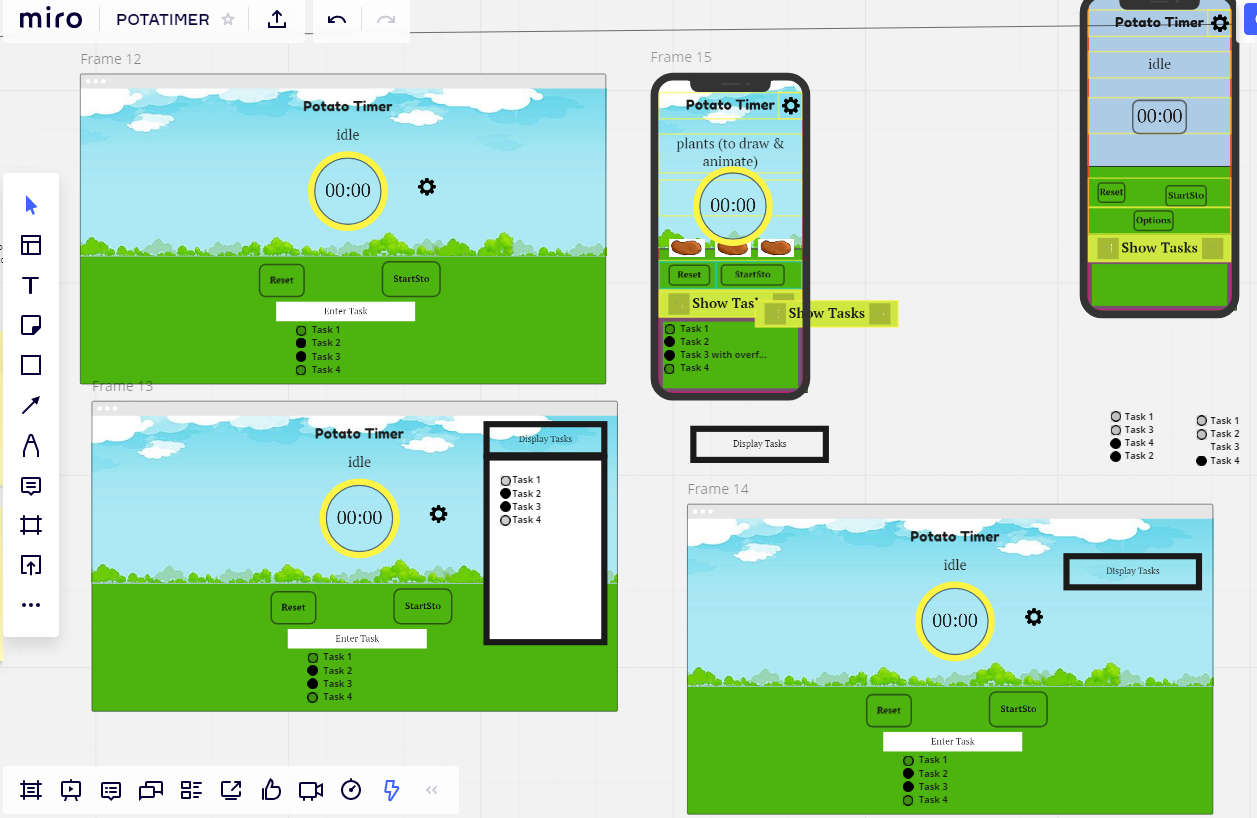 miro
POTATIMER
Frame 12
Potato Timer
idle
00:00
Reset
StartSto
Enter Task
Task 1
Task 2
Task 3
Task 4
Frame 15
Potato Timer
plants (to draw &
animate)
00:00
Reset
StartSto
Show Tas
Show Tasks
Task 1
Task 2
Task 3 with overf...
Task 4
Potato Timer
idle
00:00
Reset
StartSto
Options
Show Tasks
Frame 13
Potato Timer
idle
00:00
Reset
StartSto
Enter Task
Task 1
Task 2
Task 3
Task 4
Display Tasks
Task 1
Task 2
Task 3
Task 4
Display Tasks
Task 1
Task 3
Task 4
Task 2
Task 1
Task 2
Task 3
Task 4
Frame 14
Potato Timer
idle
00:00
Display Tasks
Reset
StartSto
Enter Task
Task 1
Task 2
Task 3
Task 4